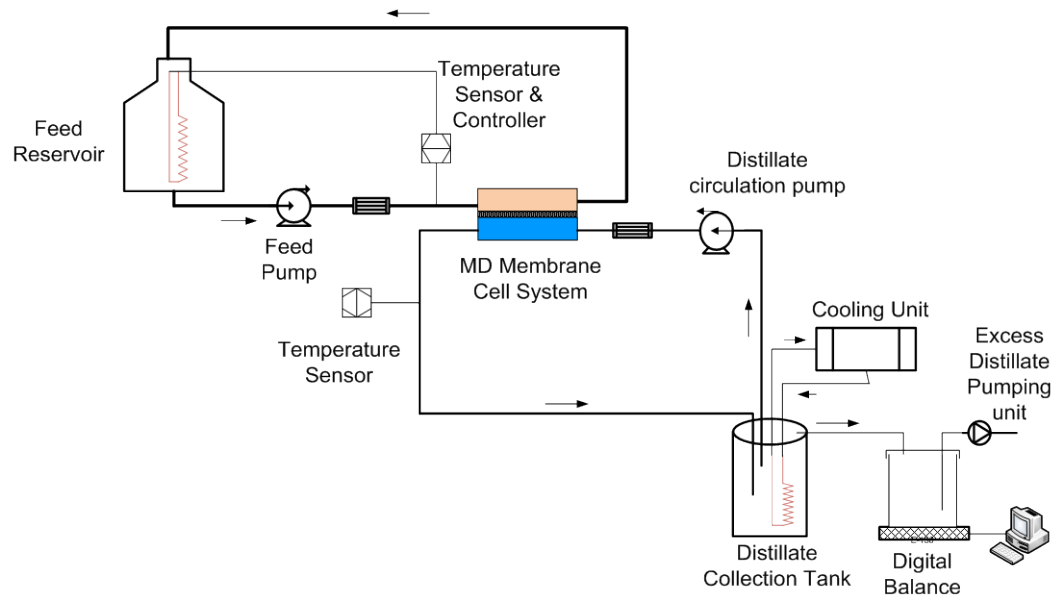 Temperature
Sensor &
Controller
Feed
Reservoir
Distillate
circulation pump
Feed
Pump
MD Membrane
Cell System
Cooling Unit
Temperature
Sensor
Excess
Distillate
Pumping
unit
Distillate
Collection Tank
Digital
Balance